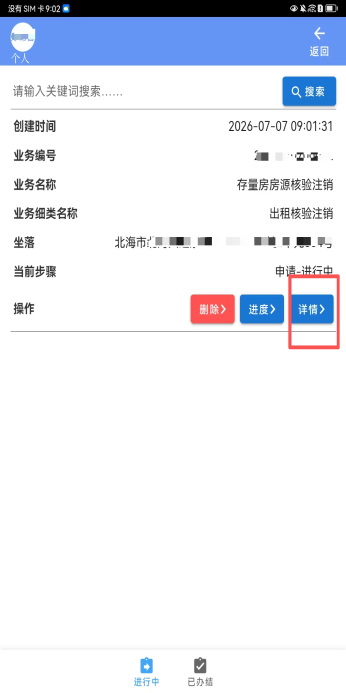 没有 SIM 卡 9:02
个人
返回
请输入关键词搜索......
搜索
创建时间 2026-07-07 09:01:31
业务编号
业务名称 存量房房源核验注销
业务细类名称 出租核验注销
坐落 北海市
当前步骤 申请-进行中
操作 删除 进度 详情
进行中 已办结